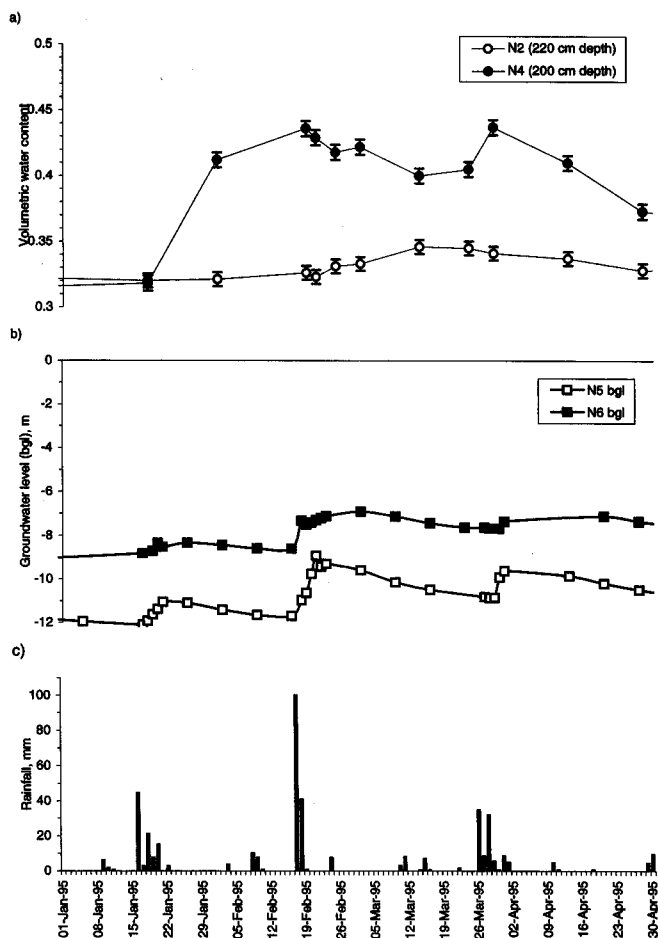 a)
0.5
0.45
0.4
0.35
0.3
Volumetric water content
N2 (220 cm depth)
N4 (200 cm depth)
b)
0
-2
-4
-6
-8
-10
-12
Groundwater level (bgl), m
N5 bgl
N6 bgl
c)
100
80
60
40
20
0
Rainfall, mm
01-Jan-95
08-Jan-95
15-Jan-95
22-Jan-95
29-Jan-95
05-Feb-95
12-Feb-95
19-Feb-95
26-Feb-95
05-Mar-95
12-Mar-95
19-Mar-95
26-Mar-95
02-Apr-95
09-Apr-95
16-Apr-95
23-Apr-95
30-Apr-95